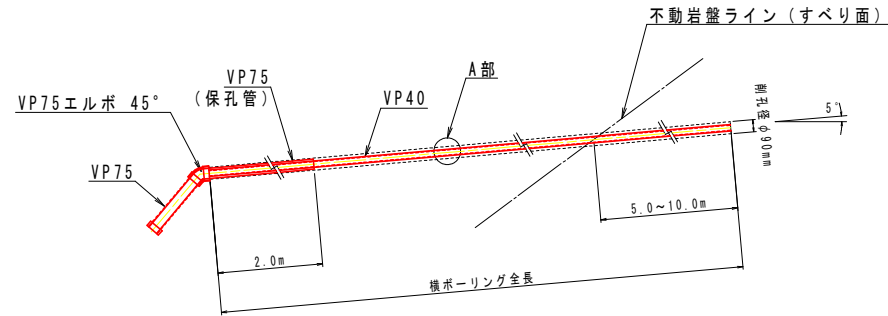 不動岩盤ライン（すべり面）
A部
VP75
（保孔管）
VP40
VP75エルボ 45°
VP75
削孔径φ90mm
5°
5.0～10.0m
2.0m
横ボーリング全長